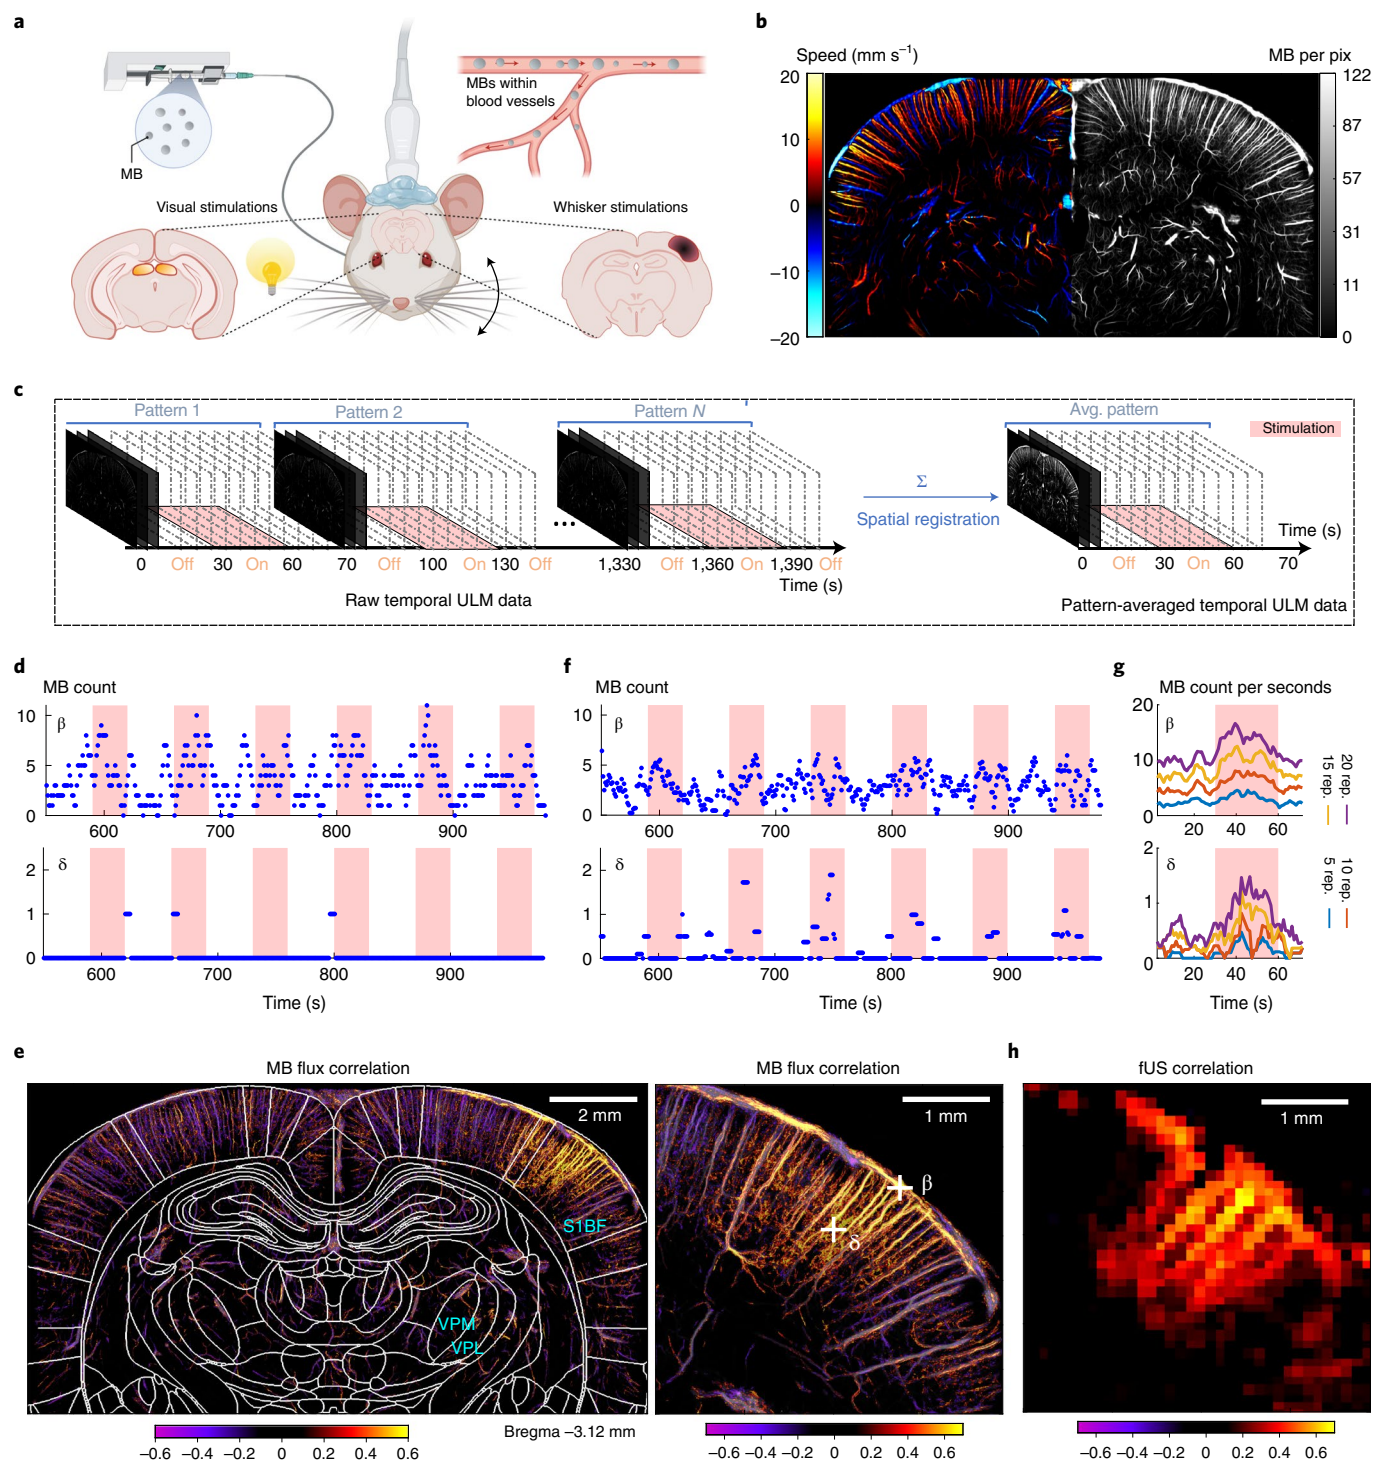 a
MBs within
blood vessels
MB
Visual stimulations
Whisker stimulations
b
Speed (mm s⁻¹)
MB per pix
20
10
0
−10
−20
122
87
57
31
11
0
c
Pattern 1
Pattern 2
Pattern N
Avg. pattern
Stimulation
Σ
Spatial registration
...
0 Off 30 On 60 70 Off 100 On 130 Off 1,330 Off 1,360 On 1,390 Off
Time (s)
Raw temporal ULM data
Time (s)
0 Off 30 On 60 70
Pattern-averaged temporal ULM data
d
MB count
β
10
5
0
600 700 800 900
δ
2
1
0
600 700 800 900
Time (s)
f
MB count
β
10
5
0
600 700 800 900
δ
2
1
0
600 700 800 900
Time (s)
g
MB count per seconds
β
20
10
0
20 40 60
δ
2
1
0
20 40 60
Time (s)
20 rep.
15 rep.
10 rep.
5 rep.
e
MB flux correlation
2 mm
S1BF
VPM
VPL
−0.6 −0.4 −0.2 0 0.2 0.4 0.6
Bregma −3.12 mm
MB flux correlation
1 mm
β
δ
−0.6 −0.4 −0.2 0 0.2 0.4 0.6
h
fUS correlation
1 mm
−0.6 −0.4 −0.2 0 0.2 0.4 0.6